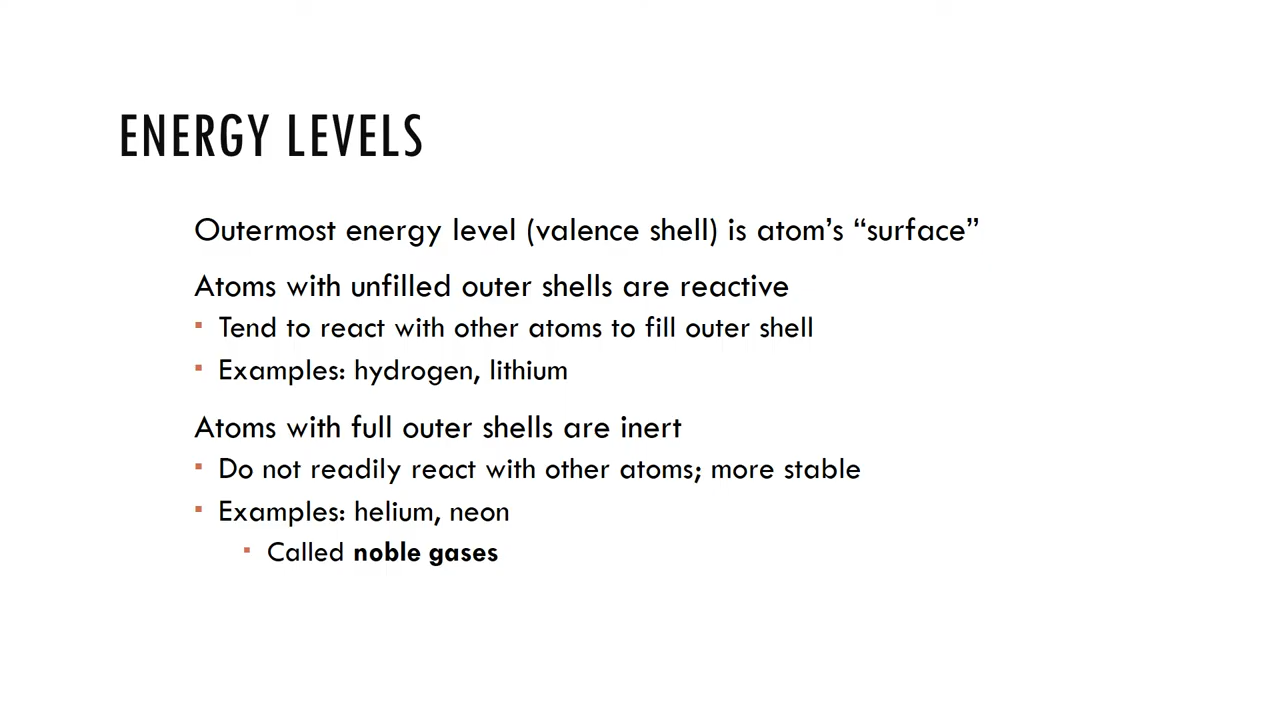 ENERGY LEVELS
Outermost energy level (valence shell) is atom’s “surface”
Atoms with unfilled outer shells are reactive
▪ Tend to react with other atoms to fill outer shell
▪ Examples: hydrogen, lithium
Atoms with full outer shells are inert
▪ Do not readily react with other atoms; more stable
▪ Examples: helium, neon
▪ Called noble gases